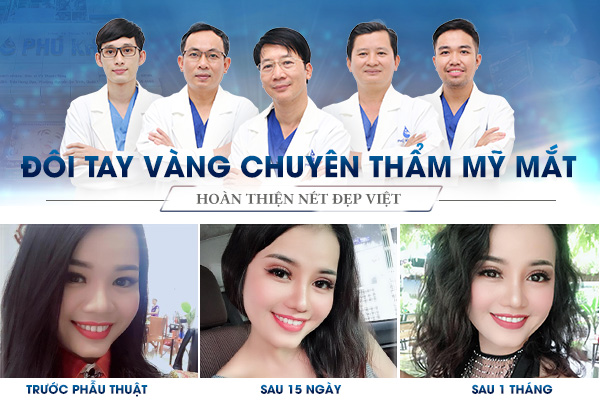 ĐÔI TAY VÀNG CHUYÊN THẨM MỸ MẮT
HOÀN THIỆN NÉT ĐẸP VIỆT
TRƯỚC PHẪU THUẬT
SAU 15 NGÀY
SAU 1 THÁNG